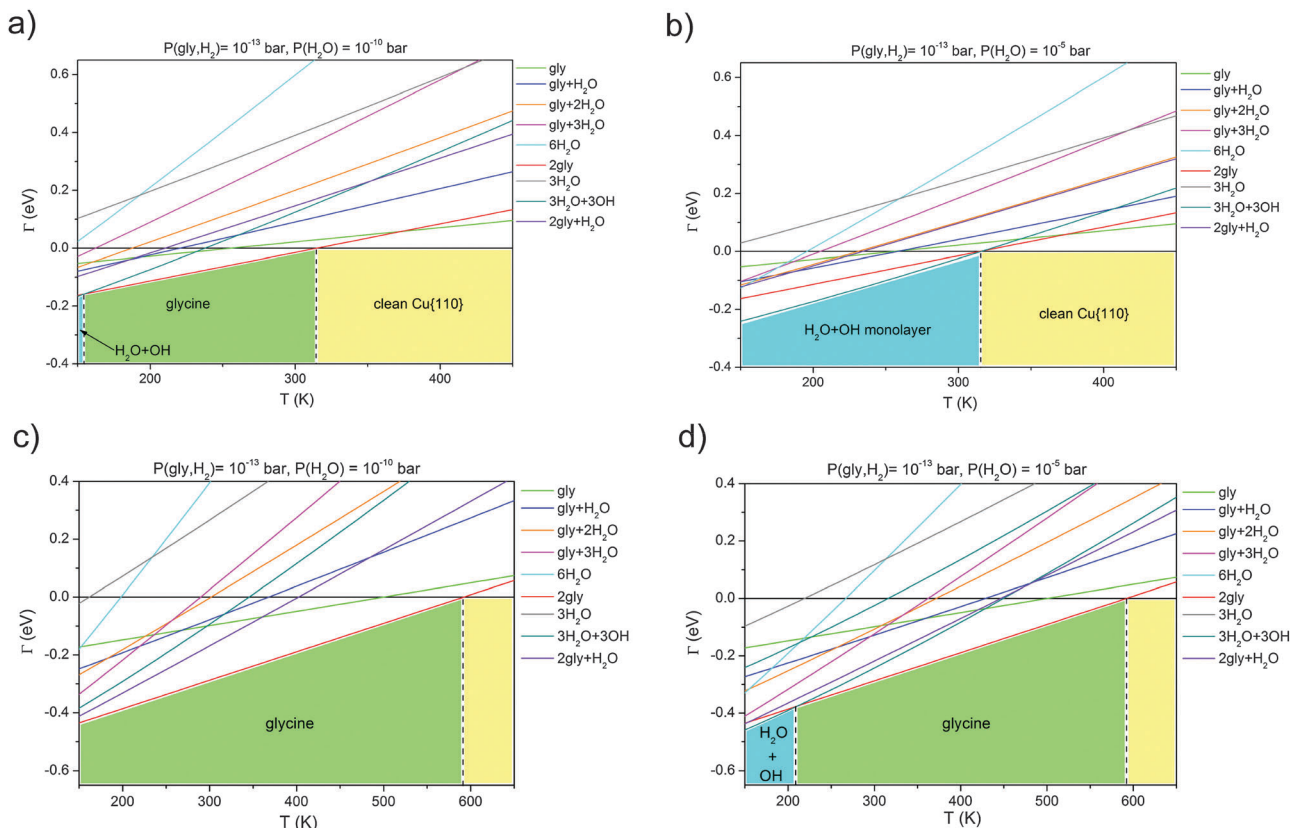 a)
P(gly,H₂)= 10⁻¹³ bar, P(H₂O) = 10⁻¹⁰ bar
Γ (eV)
0.6
0.4
0.2
0.0
-0.2
-0.4
glycine
clean Cu{110}
H₂O+OH
200
300
400
T (K)
gly
gly+H₂O
gly+2H₂O
gly+3H₂O
6H₂O
2gly
3H₂O
3H₂O+3OH
2gly+H₂O
b)
P(gly,H₂)= 10⁻¹³ bar, P(H₂O) = 10⁻⁵ bar
Γ (eV)
0.6
0.4
0.2
0.0
-0.2
-0.4
H₂O+OH monolayer
clean Cu{110}
200
300
400
T (K)
gly
gly+H₂O
gly+2H₂O
gly+3H₂O
6H₂O
2gly
3H₂O
3H₂O+3OH
2gly+H₂O
c)
P(gly,H₂)= 10⁻¹³ bar, P(H₂O) = 10⁻¹⁰ bar
Γ (eV)
0.4
0.2
0.0
-0.2
-0.4
-0.6
glycine
200
300
400
500
600
T (K)
gly
gly+H₂O
gly+2H₂O
gly+3H₂O
6H₂O
2gly
3H₂O
3H₂O+3OH
2gly+H₂O
d)
P(gly,H₂)= 10⁻¹³ bar, P(H₂O) = 10⁻⁵ bar
Γ (eV)
0.4
0.2
0.0
-0.2
-0.4
-0.6
H₂O
+
OH
glycine
200
300
400
500
600
T (K)
gly
gly+H₂O
gly+2H₂O
gly+3H₂O
6H₂O
2gly
3H₂O
3H₂O+3OH
2gly+H₂O